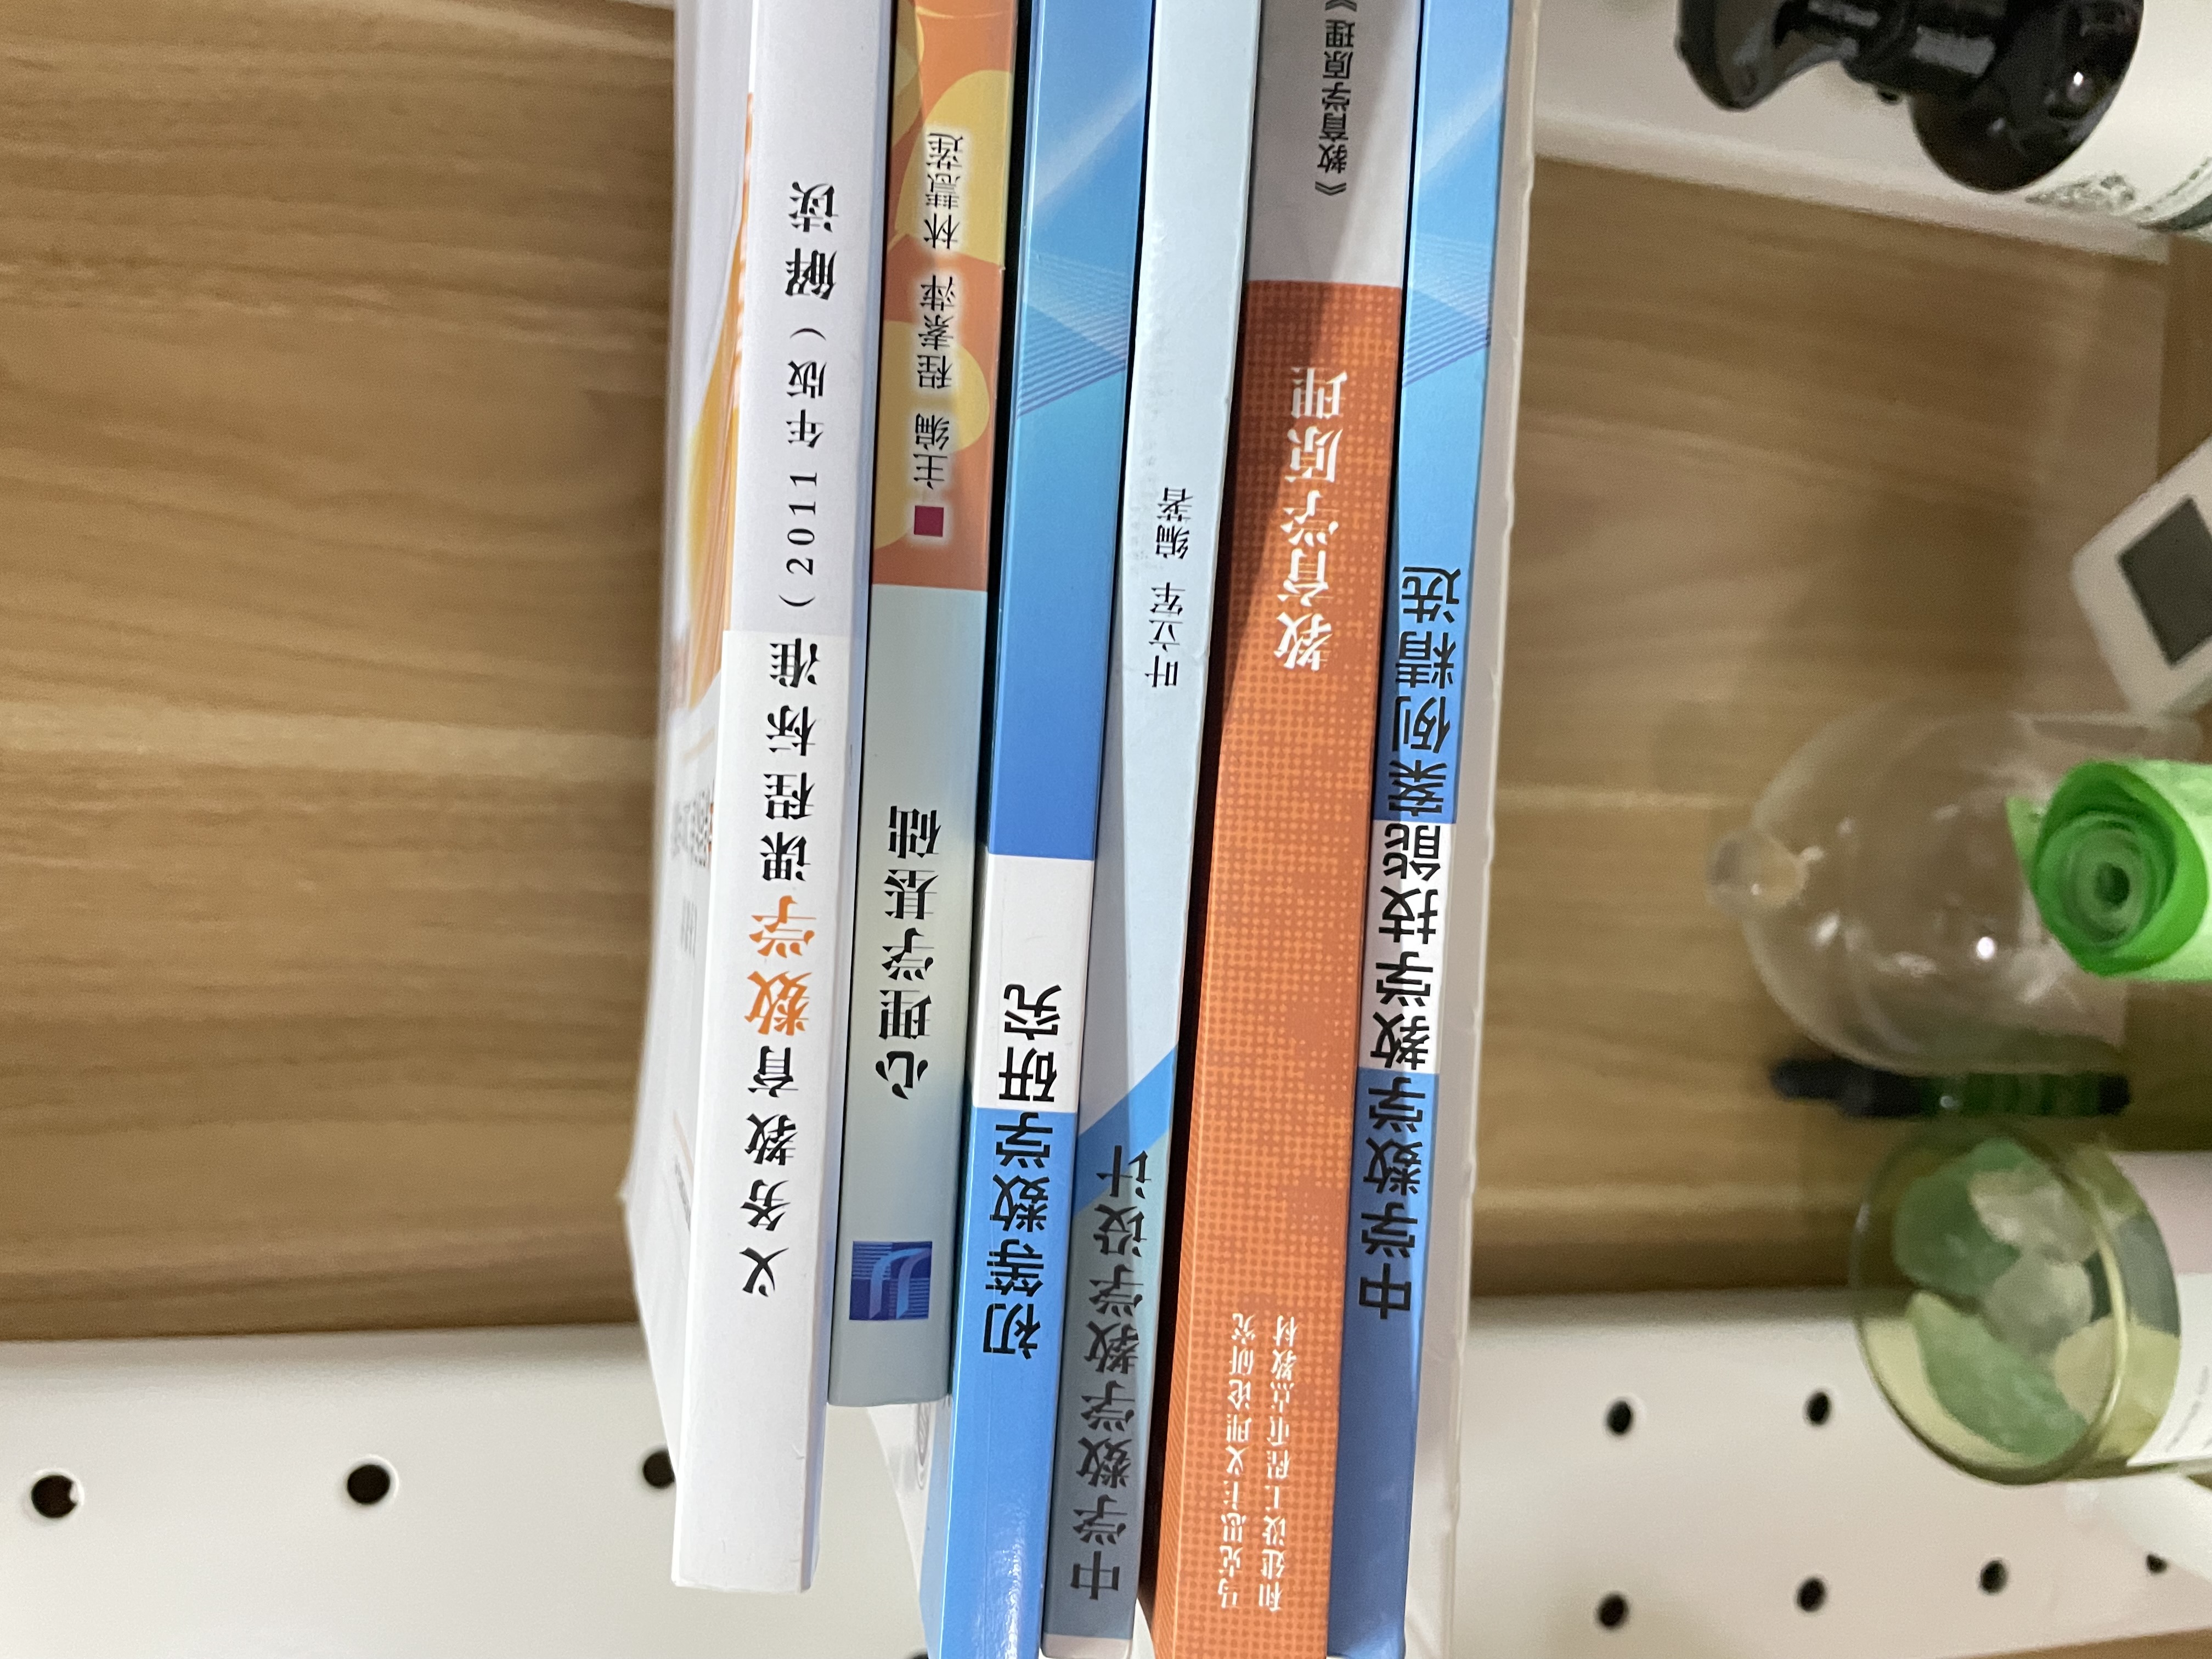 义务教育数学课程标准（2011年版）解读
心理学基础
主编 程素萍 林慧莲
初等数学研究
中学数学教学设计
叶立军 编著
马克思主义理论研究
和建设工程重点教材
教育学原理
《教育学原理》
中学数学教学技能案例精选